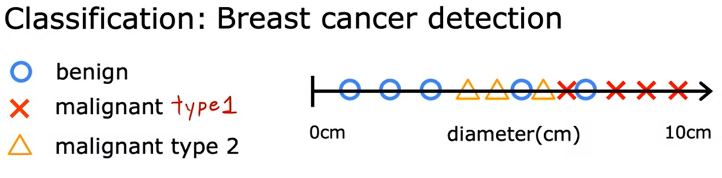 Classification: Breast cancer detection
benign
malignant type1
malignant type 2
0cm diameter(cm) 10cm